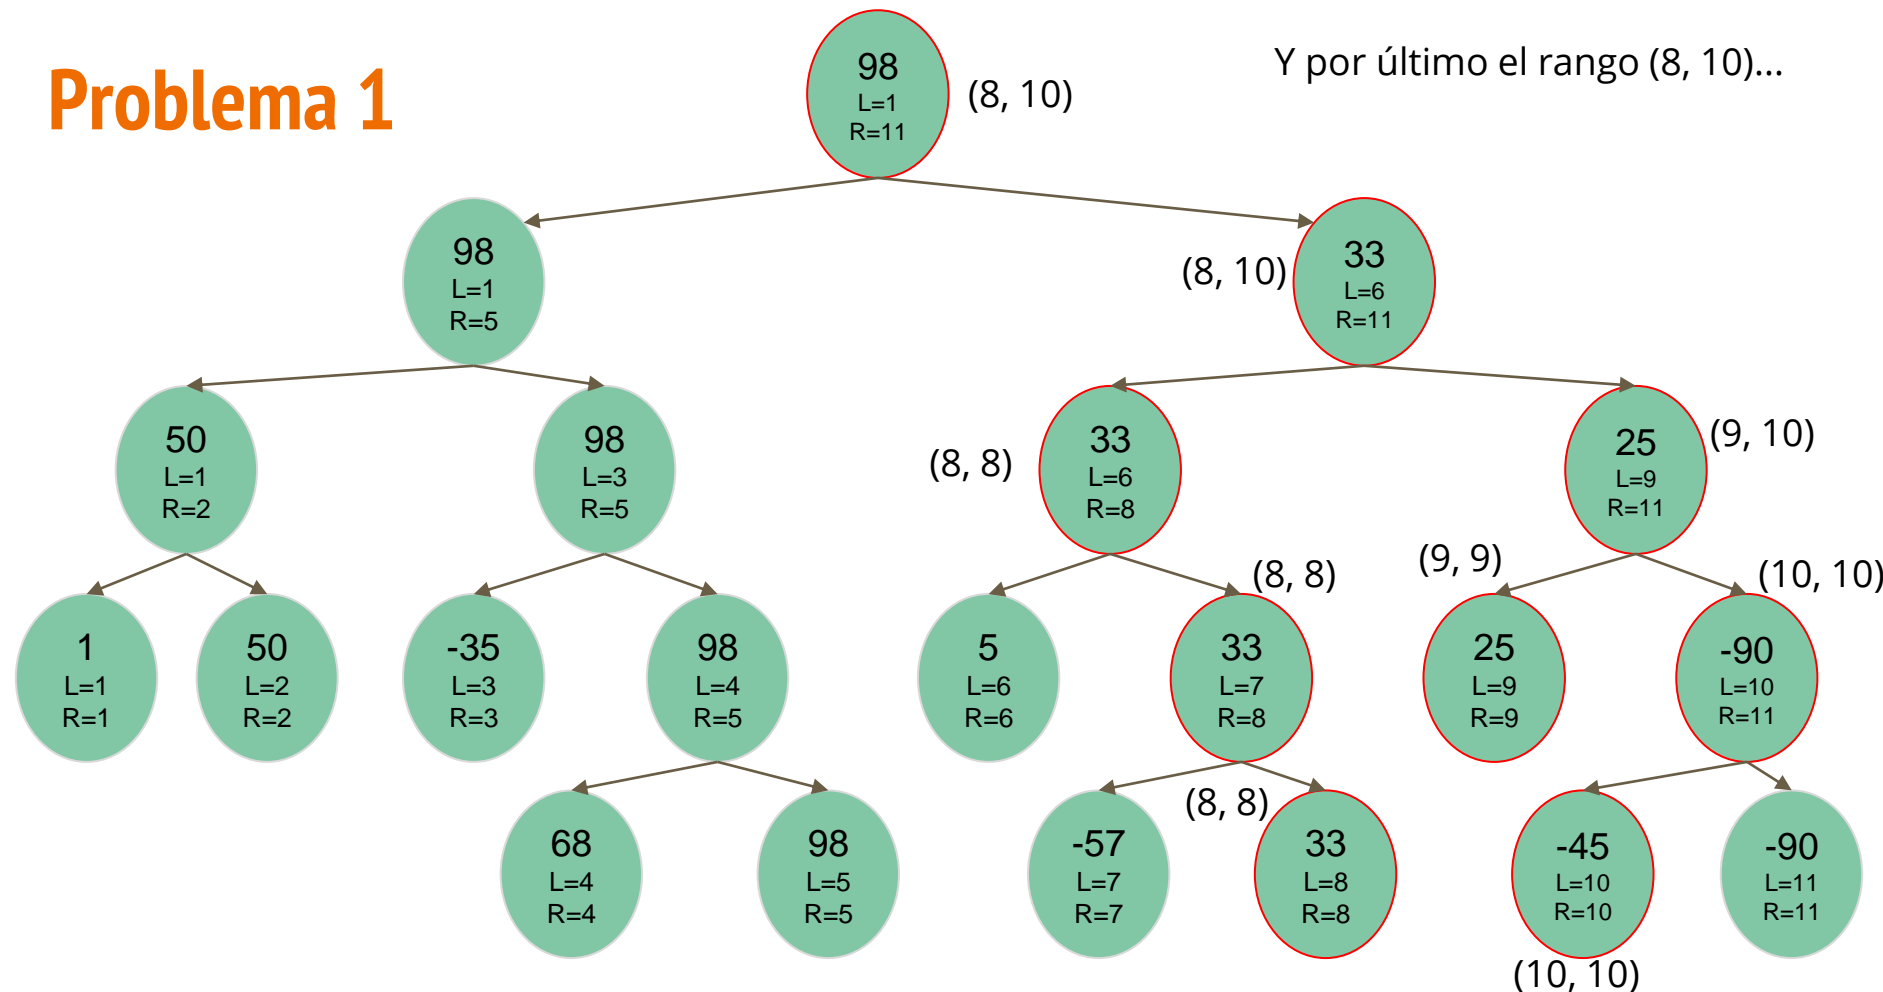 Problema 1
Y por último el rango (8, 10)...
98
L=1
R=11
(8, 10)
98
L=1
R=5
(8, 10)
33
L=6
R=11
50
L=1
R=2
98
L=3
R=5
(8, 8)
33
L=6
R=8
25
L=9
R=11
(9, 10)
(8, 8)
(9, 9)
(10, 10)
1
L=1
R=1
50
L=2
R=2
-35
L=3
R=3
98
L=4
R=5
5
L=6
R=6
33
L=7
R=8
25
L=9
R=9
-90
L=10
R=11
(8, 8)
68
L=4
R=4
98
L=5
R=5
-57
L=7
R=7
33
L=8
R=8
-45
L=10
R=10
-90
L=11
R=11
(10, 10)